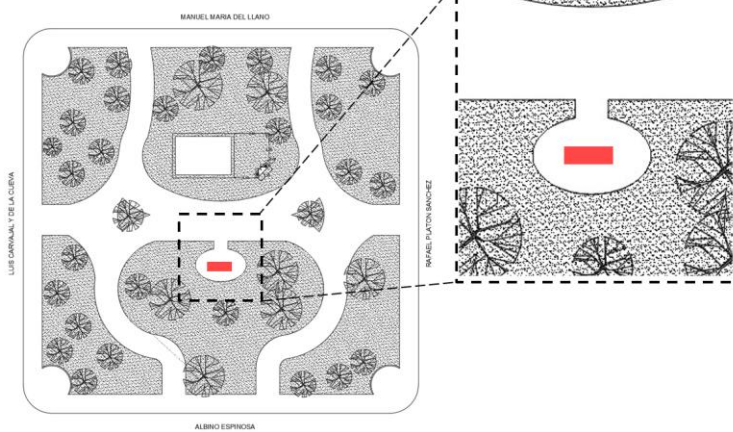 MANUEL MARIA DEL LLANO
LUIS CARVAJAL Y DE LA CUEVA
RAFAEL PLATON SANCHEZ
ALBINO ESPINOSA